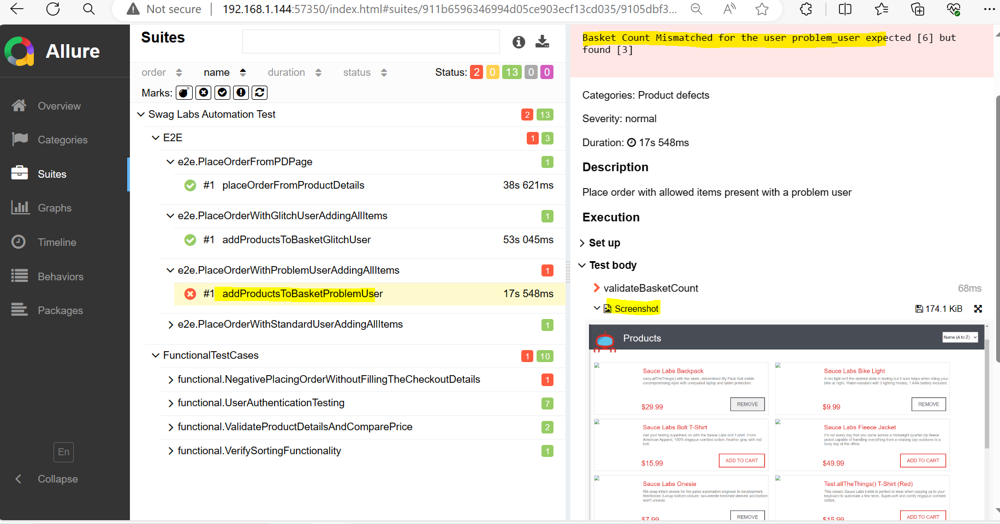 Not secure | 192.168.1.144:57350/index.html#suites/911b6596346994d05ce903ecf13cd035/9105dbf3...
Allure
Overview
Categories
Suites
Graphs
Timeline
Behaviors
Packages
En
Collapse
Suites
order name duration status Status: 2 0 13 0 0
Marks:
Swag Labs Automation Test 2 13
E2E 1 3
e2e.PlaceOrderFromPDPage 1
#1 placeOrderFromProductDetails 38s 621ms
e2e.PlaceOrderWithGlitchUserAddingAllItems 1
#1 addProductsToBasketGlitchUser 53s 045ms
e2e.PlaceOrderWithProblemUserAddingAllItems 1
#1 addProductsToBasketProblemUser 17s 548ms
e2e.PlaceOrderWithStandardUserAddingAllItems 1
FunctionalTestCases 1 10
functional.NegativePlacingOrderWithoutFillingTheCheckoutDetails 1
functional.UserAuthenticationTesting 7
functional.ValidateProductDetailsAndComparePrice 2
functional.VerifySortingFunctionality 1
Basket Count Mismatched for the user problem_user expected [6] but
found [3]
Categories: Product defects
Severity: normal
Duration: 17s 548ms
Description
Place order with allowed items present with a problem user
Execution
Set up
Test body
validateBasketCount 68ms
Screenshot 174.1 KiB
Products Name (A to Z)
Sauce Labs Backpack
carry.allTheThings() with the sleek, streamlined Sly Pack that melds
uncompromising style with unequaled laptop and tablet protection.
$29.99 REMOVE
Sauce Labs Bike Light
A red light isn't the desired state in testing but it sure helps when riding your
bike at night. Water-resistant with 3 lighting modes, 1 AAA battery included.
$9.99 REMOVE
Sauce Labs Bolt T-Shirt
Get your testing superhero on with the Sauce Labs bolt T-shirt. From
American Apparel, 100% ringspun combed cotton, heather gray with red
bolt.
$15.99 ADD TO CART
Sauce Labs Fleece Jacket
It's not every day that you come across a midweight quarter-zip fleece
jacket capable of handling everything from a relaxing day outdoors to a
busy day at the office.
$49.99 ADD TO CART
Sauce Labs Onesie
Rib snap infant onesie for the junior automation engineer in development.
Reinforced 3-snap bottom closure, two-needle hemmed sleeved and bottom
won't unravel.
$7.99 REMOVE
Test.allTheThings() T-Shirt (Red)
This classic Sauce Labs t-shirt is perfect to wear when cozying up to your
keyboard to automate a few tests. Super-soft and comfy ringspun combed
cotton.
$15.99 ADD TO CART